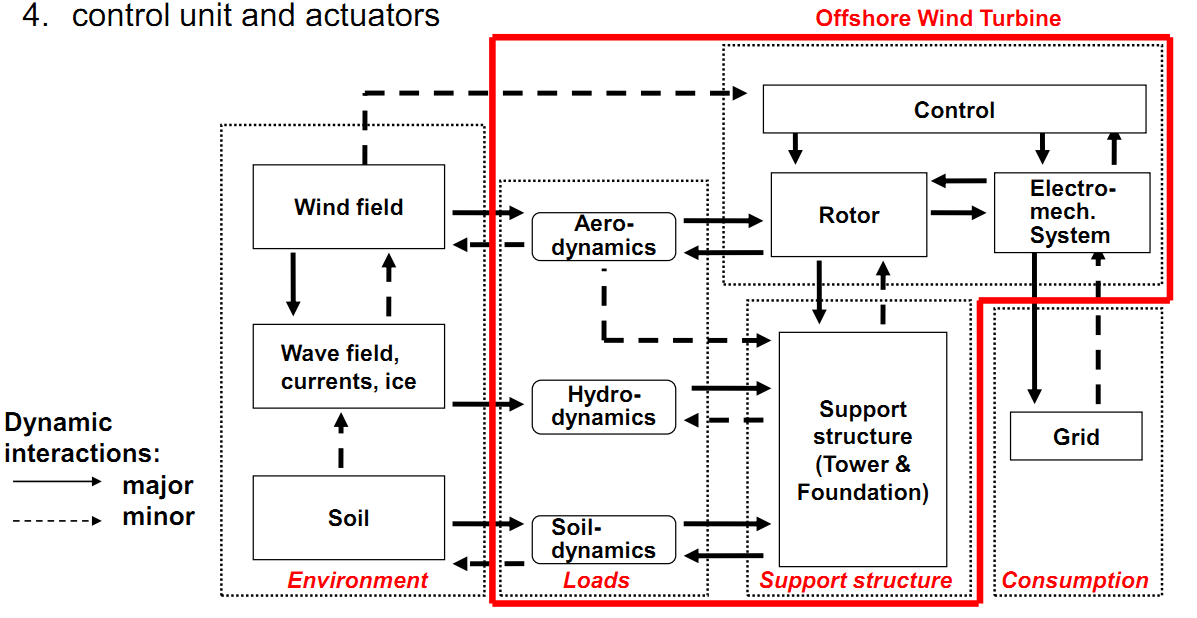 4. control unit and actuators
Offshore Wind Turbine
Control
Wind field
Aero-
dynamics
Rotor
Electro-
mech.
System
Wave field,
currents, ice
Hydro-
dynamics
Support
structure
(Tower &
Foundation)
Grid
Dynamic
interactions:
major
minor
Soil
Soil-
dynamics
Environment
Loads
Support structure
Consumption